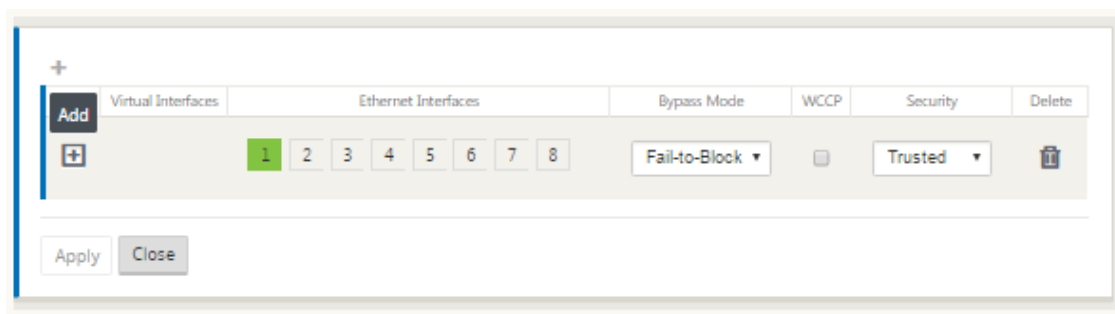 +
Add Virtual Interfaces Ethernet Interfaces Bypass Mode WCCP Security Delete
1 2 3 4 5 6 7 8 Fail-to-Block Trusted
Apply Close